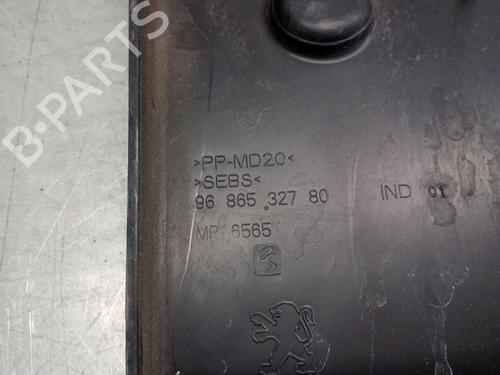 >PP-MD20<
>SEBS<
96 865 327 80 IND 01
MP 6565
B-PARTS